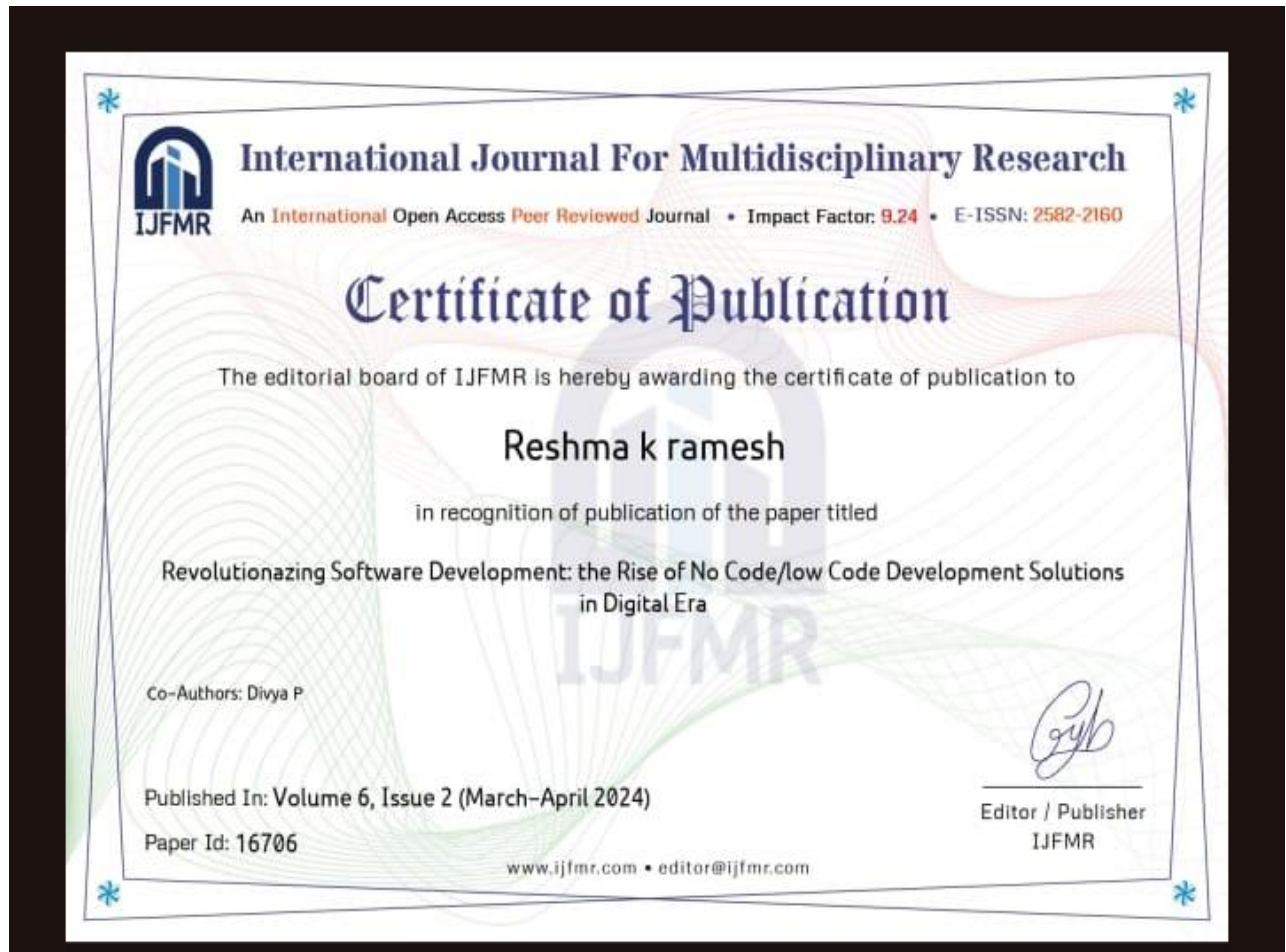 International Journal For Multidisciplinary Research
IJFMR
An International Open Access Peer Reviewed Journal • Impact Factor: 9.24 • E-ISSN: 2582-2160
Certificate of Publication
The editorial board of IJFMR is hereby awarding the certificate of publication to
Reshma k ramesh
in recognition of publication of the paper titled
Revolutionazing Software Development: the Rise of No Code/low Code Development Solutions
in Digital Era
IJFMR
Co-Authors: Divya P
Published In: Volume 6, Issue 2 (March-April 2024)
Paper Id: 16706
Editor / Publisher
IJFMR
www.ijfmr.com • editor@ijfmr.com